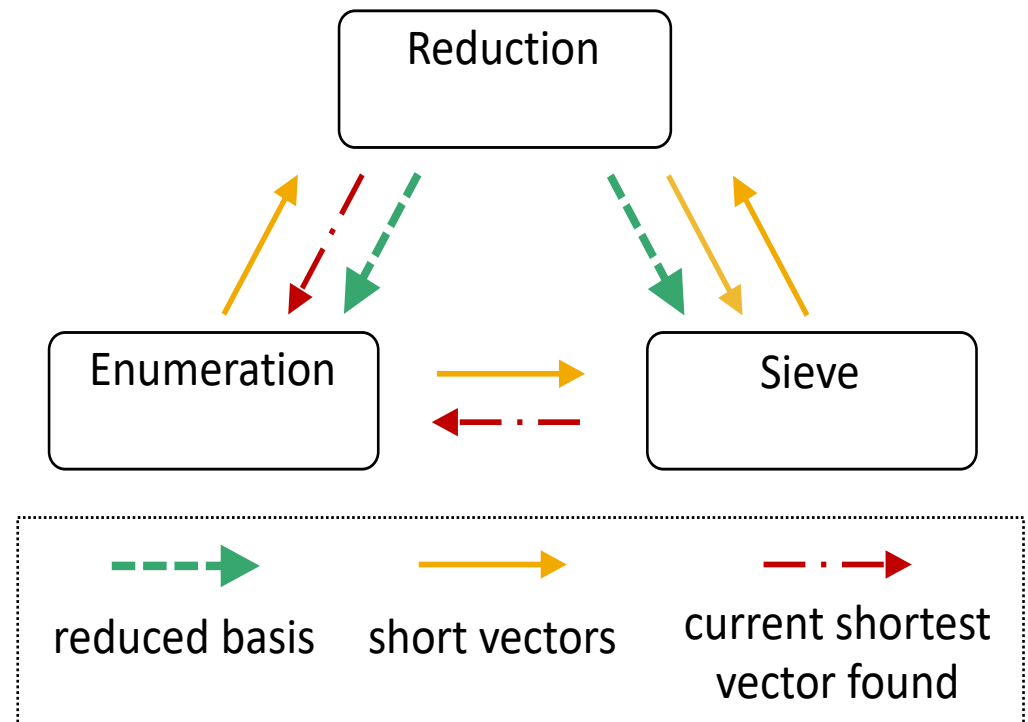 Reduction
Enumeration
Sieve
reduced basis
short vectors
current shortest
vector found